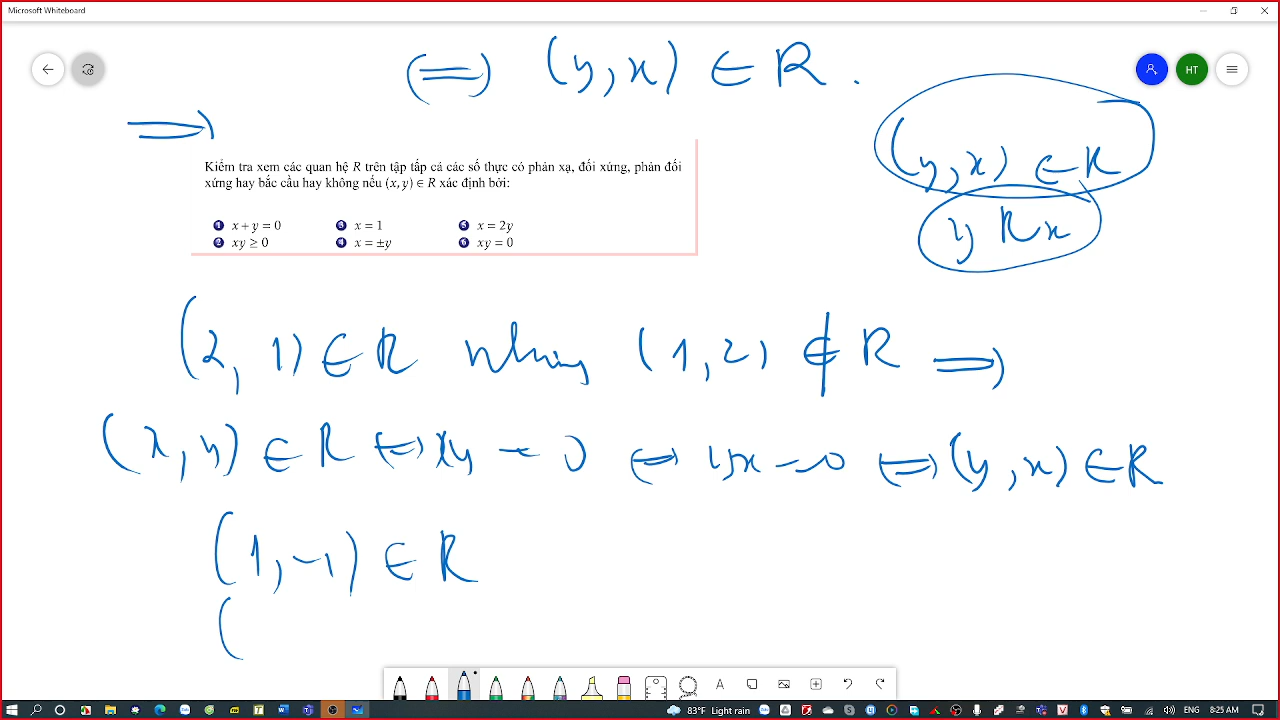 Microsoft Whiteboard
⟺ (y, x) ∈ R.
⟹
HT
(y, x) ∈ R
y R x
Kiểm tra xem các quan hệ R trên tập tấp cả các số thực có phản xạ, đối xứng, phản đối
xứng hay bắc cầu hay không nếu (x, y) ∈ R xác định bởi:
1 x + y = 0 3 x = 1 5 x = 2y
2 xy ≥ 0 4 x = ±y 6 xy = 0
(2, 1) ∈ R nhưng (1, 2) ∉ R ⟹
(x, y) ∈ R ⟺ xy = 0 ⟺ yx = 0 ⟺ (y, x) ∈ R
(1, -1) ∈ R
(
A
83°F Light rain ENG 8:25 AM